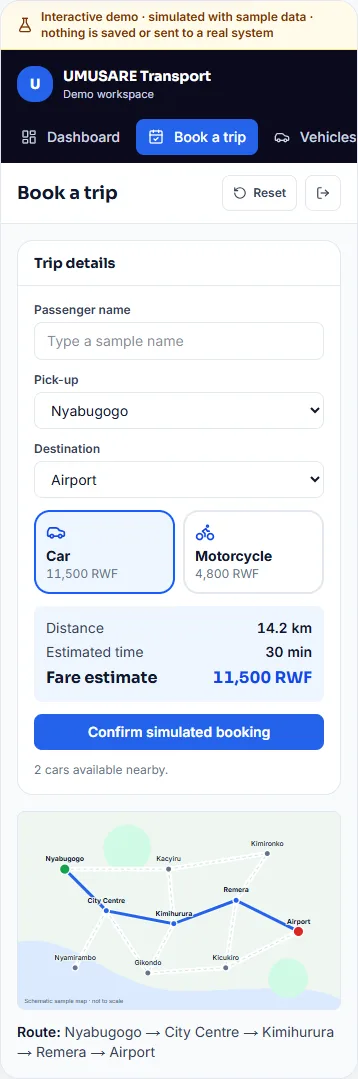 Interactive demo · simulated with sample data ·
nothing is saved or sent to a real system
U
UMUSARE Transport
Demo workspace
Dashboard
Book a trip
Vehicles
Book a trip
Reset
Trip details
Passenger name
Type a sample name
Pick-up
Nyabugogo
Destination
Airport
Car
11,500 RWF
Motorcycle
4,800 RWF
Distance 14.2 km
Estimated time 30 min
Fare estimate 11,500 RWF
Confirm simulated booking
2 cars available nearby.
Kimironko
Nyabugogo
Kacyiru
Remera
City Centre
Kimihurura
Airport
Nyamirambo
Gikondo
Kicukiro
Schematic sample map · not to scale
Route: Nyabugogo → City Centre → Kimihurura
→ Remera → Airport